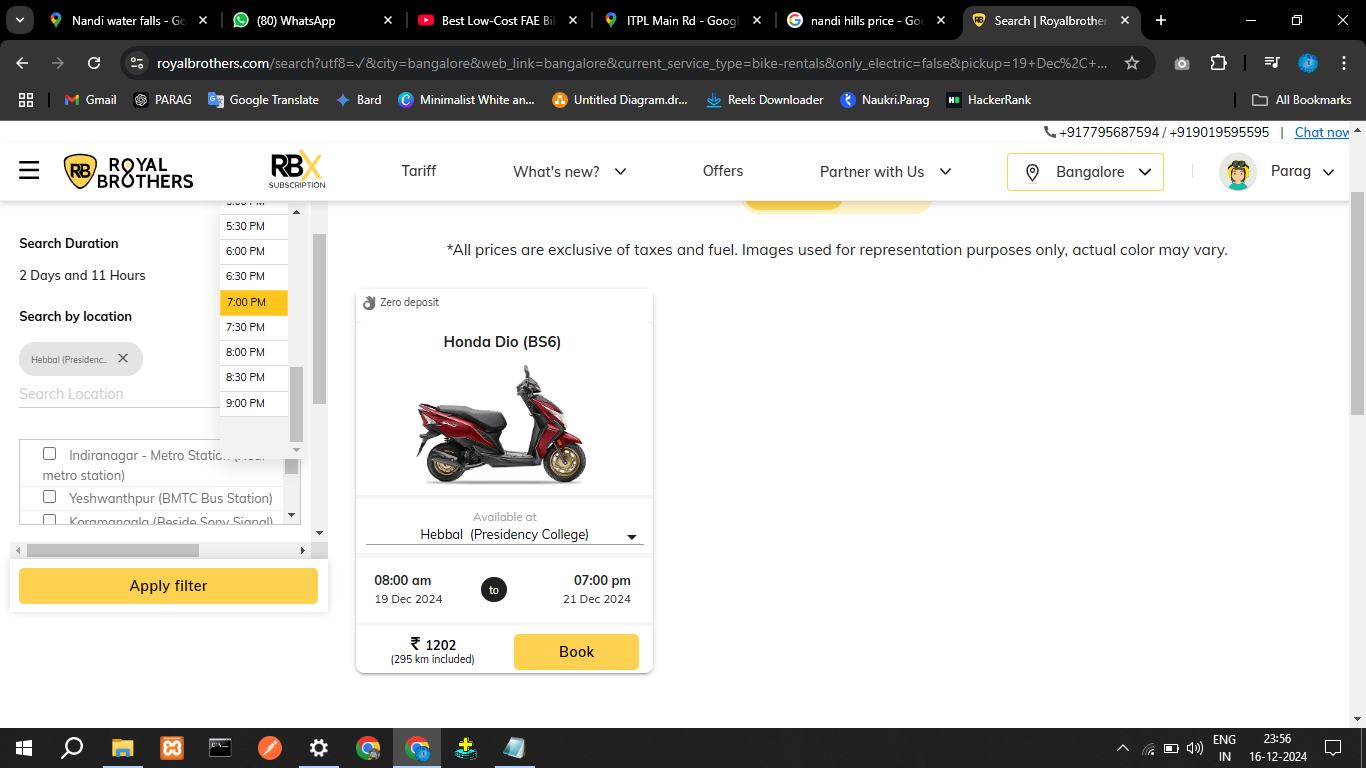 Nandi water falls - Go
(80) WhatsApp
Best Low-Cost FAE Bi
ITPL Main Rd - Googl
nandi hills price - Goo
Search | Royalbrother
royalbrothers.com/search?utf8=✓&city=bangalore&web_link=bangalore&current_service_type=bike-rentals&only_electric=false&pickup=19+Dec%2C+...
Gmail
PARAG
Google Translate
Bard
Minimalist White an...
Untitled Diagram.dr...
Reels Downloader
Naukri.Parag
HackerRank
All Bookmarks
+917795687594 / +919019595595 | Chat now
RB ROYAL
BROTHERS
RBX
SUBSCRIPTION
Tariff
What's new?
Offers
Partner with Us
Bangalore
Parag
5:30 PM
6:00 PM
6:30 PM
7:00 PM
7:30 PM
8:00 PM
8:30 PM
9:00 PM
Search Duration
2 Days and 11 Hours
Search by location
Hebbal (Presidenc..
Search Location
Indiranagar - Metro Station
metro station)
Yeshwanthpur (BMTC Bus Station)
Koramangala (Beside Sony Signal)
Apply filter
*All prices are exclusive of taxes and fuel. Images used for representation purposes only, actual color may vary.
Zero deposit
Honda Dio (BS6)
Available at
Hebbal (Presidency College)
08:00 am
19 Dec 2024
to
07:00 pm
21 Dec 2024
₹ 1202
(295 km included)
Book
ENG
IN
23:56
16-12-2024